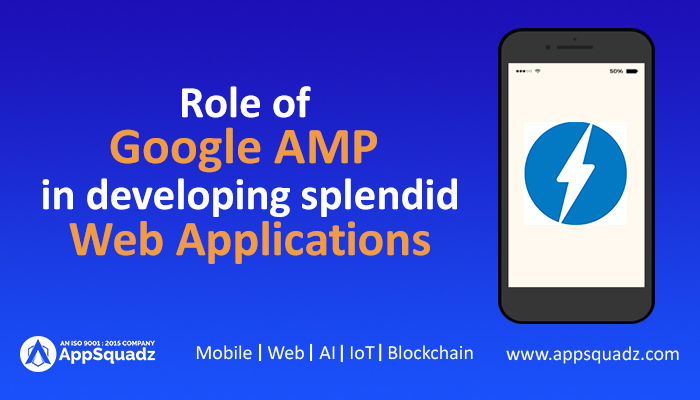 Role of
Google AMP
in developing splendid
Web Applications
50%
AN ISO 9001 : 2015 COMPANY
AppSquadz
Mobile | Web | AI | IoT | Blockchain
www.appsquadz.com